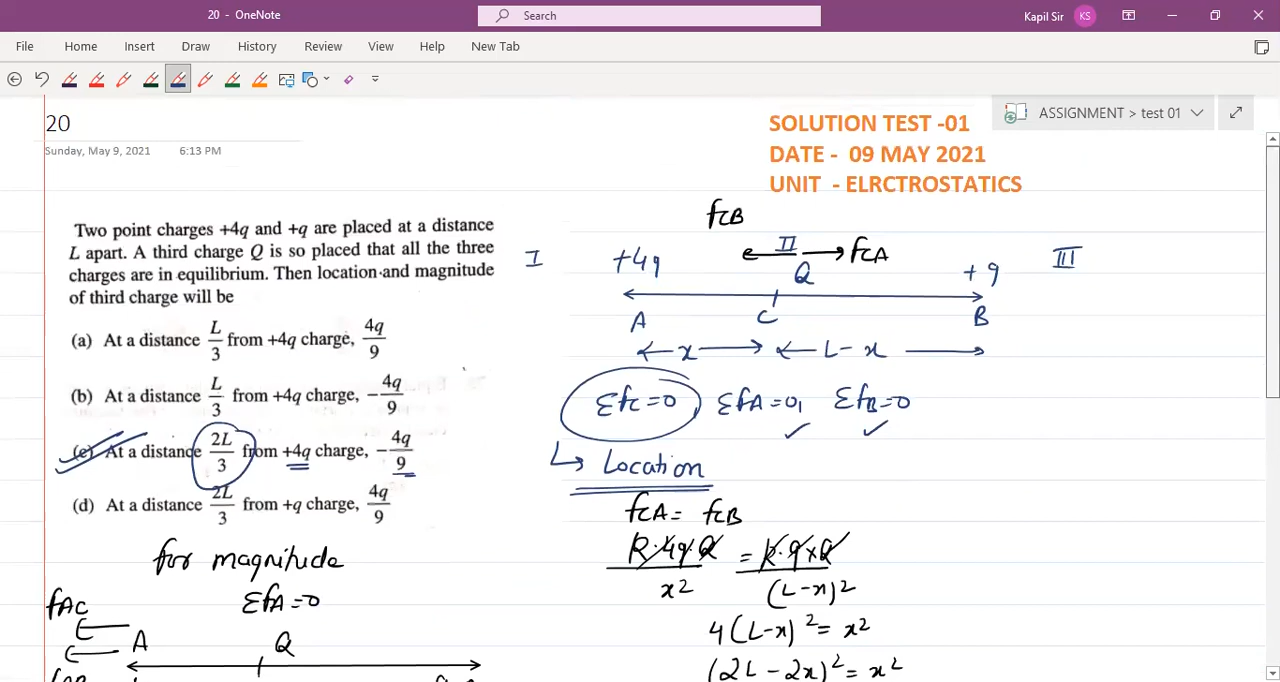 20 - OneNote
Search
Kapil Sir KS
File Home Insert Draw History Review View Help New Tab
20
Sunday, May 9, 2021 6:13 PM
ASSIGNMENT > test 01
SOLUTION TEST -01
DATE - 09 MAY 2021
UNIT - ELRCTROSTATICS
Two point charges +4q and +q are placed at a distance
L apart. A third charge Q is so placed that all the three
charges are in equilibrium. Then location and magnitude
of third charge will be
(a) At a distance L/3 from +4q charge, 4q/9
(b) At a distance L/3 from +4q charge, -4q/9
(c) At a distance 2L/3 from +4q charge, -4q/9
(d) At a distance 2L/3 from +q charge, 4q/9
for magnitude
ΣfA=0
fAC
A Q
fCB
I +4q II fCA III
Q +q
A C B
x L-x
Σfc=0, ΣfA=0, ΣfB=0
Location
fCA = fCB
k·4q·Q/x² = k·q×Q/(L-x)²
4(L-x)²=x²
(2L-2x)²=x²